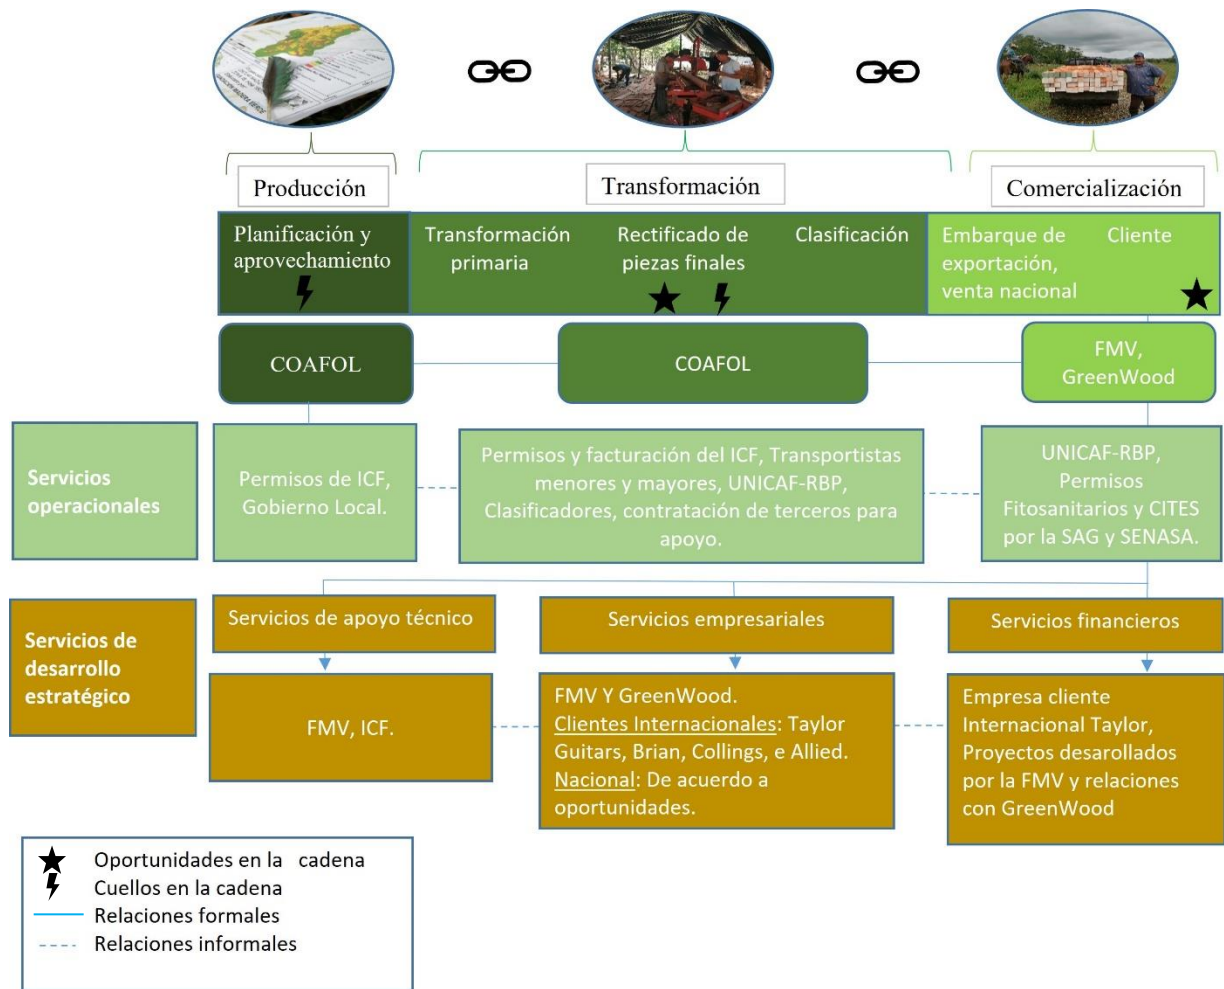 Producción
Transformación
Comercialización
Planificación y
aprovechamiento
Transformación
primaria
Rectificado de
piezas finales
Clasificación
Embarque de
exportación,
venta nacional
Cliente
COAFOL
COAFOL
FMV,
GreenWood
Servicios
operacionales
Permisos de ICF,
Gobierno Local.
Permisos y facturación del ICF, Transportistas
menores y mayores, UNICAF-RBP,
Clasificadores, contratación de terceros para
apoyo.
UNICAF-RBP,
Permisos
Fitosanitarios y CITES
por la SAG y SENASA.
Servicios de
desarrollo
estratégico
Servicios de apoyo técnico
Servicios empresariales
Servicios financieros
FMV, ICF.
FMV Y GreenWood.
Clientes Internacionales: Taylor
Guitars, Brian, Collings, e Allied.
Nacional: De acuerdo a
oportunidades.
Empresa cliente
Internacional Taylor,
Proyectos desarollados
por la FMV y relaciones
con GreenWood
Oportunidades en la cadena
Cuellos en la cadena
Relaciones formales
Relaciones informales